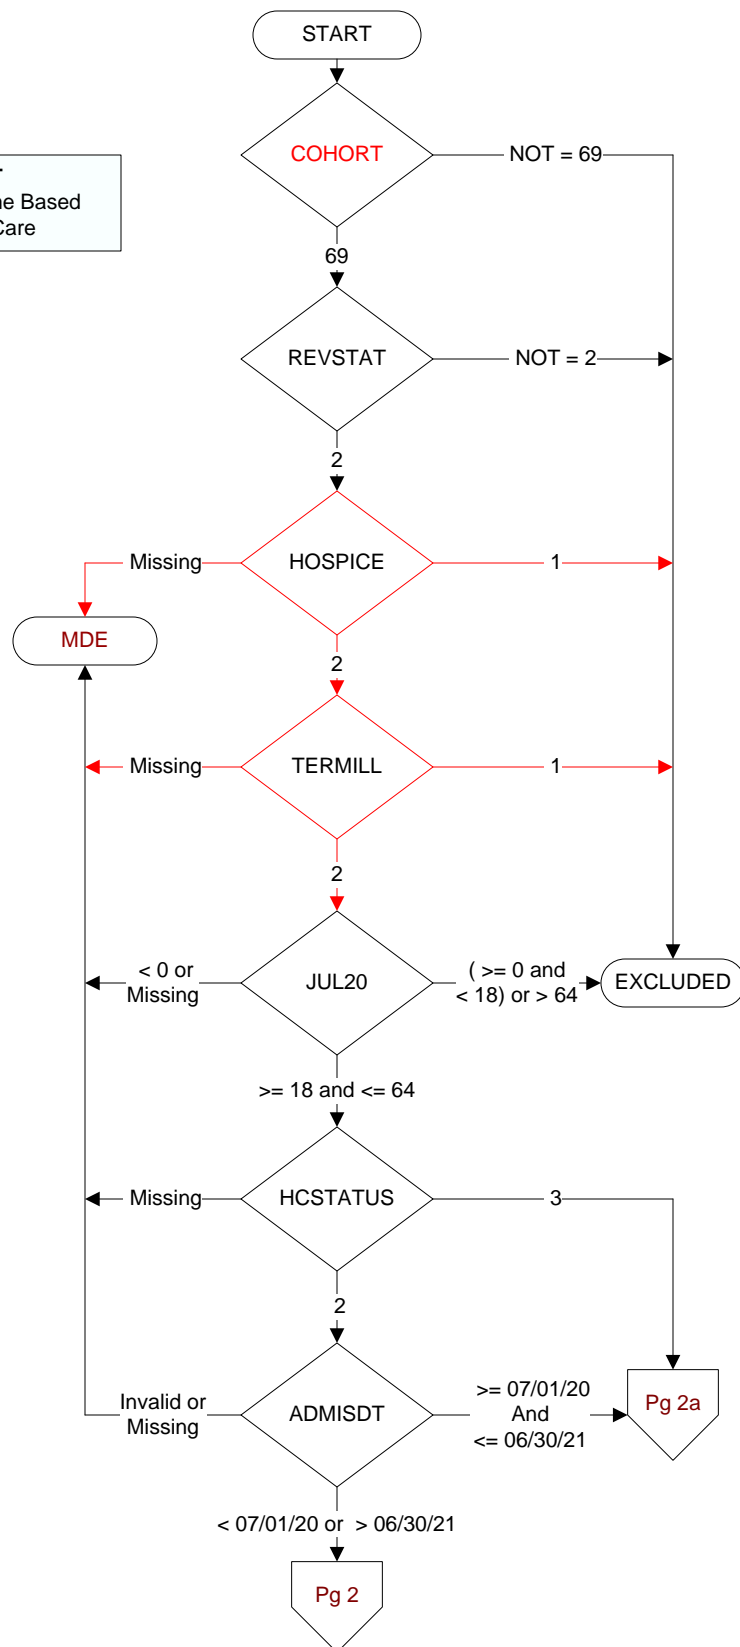 START
COHORT
NOT = 69
Based
Care
69
REVSTAT
NOT = 2
2
Missing
HOSPICE
1
MDE
2
Missing
TERMILL
1
2
< 0 or
Missing
JUL20
( >= 0 and
< 18) or > 64
EXCLUDED
>= 18 and <= 64
Missing
HCSTATUS
3
2
Invalid or
Missing
ADMISDT
>= 07/01/20
And
<= 06/30/21
Pg 2a
< 07/01/20 or > 06/30/21
Pg 2